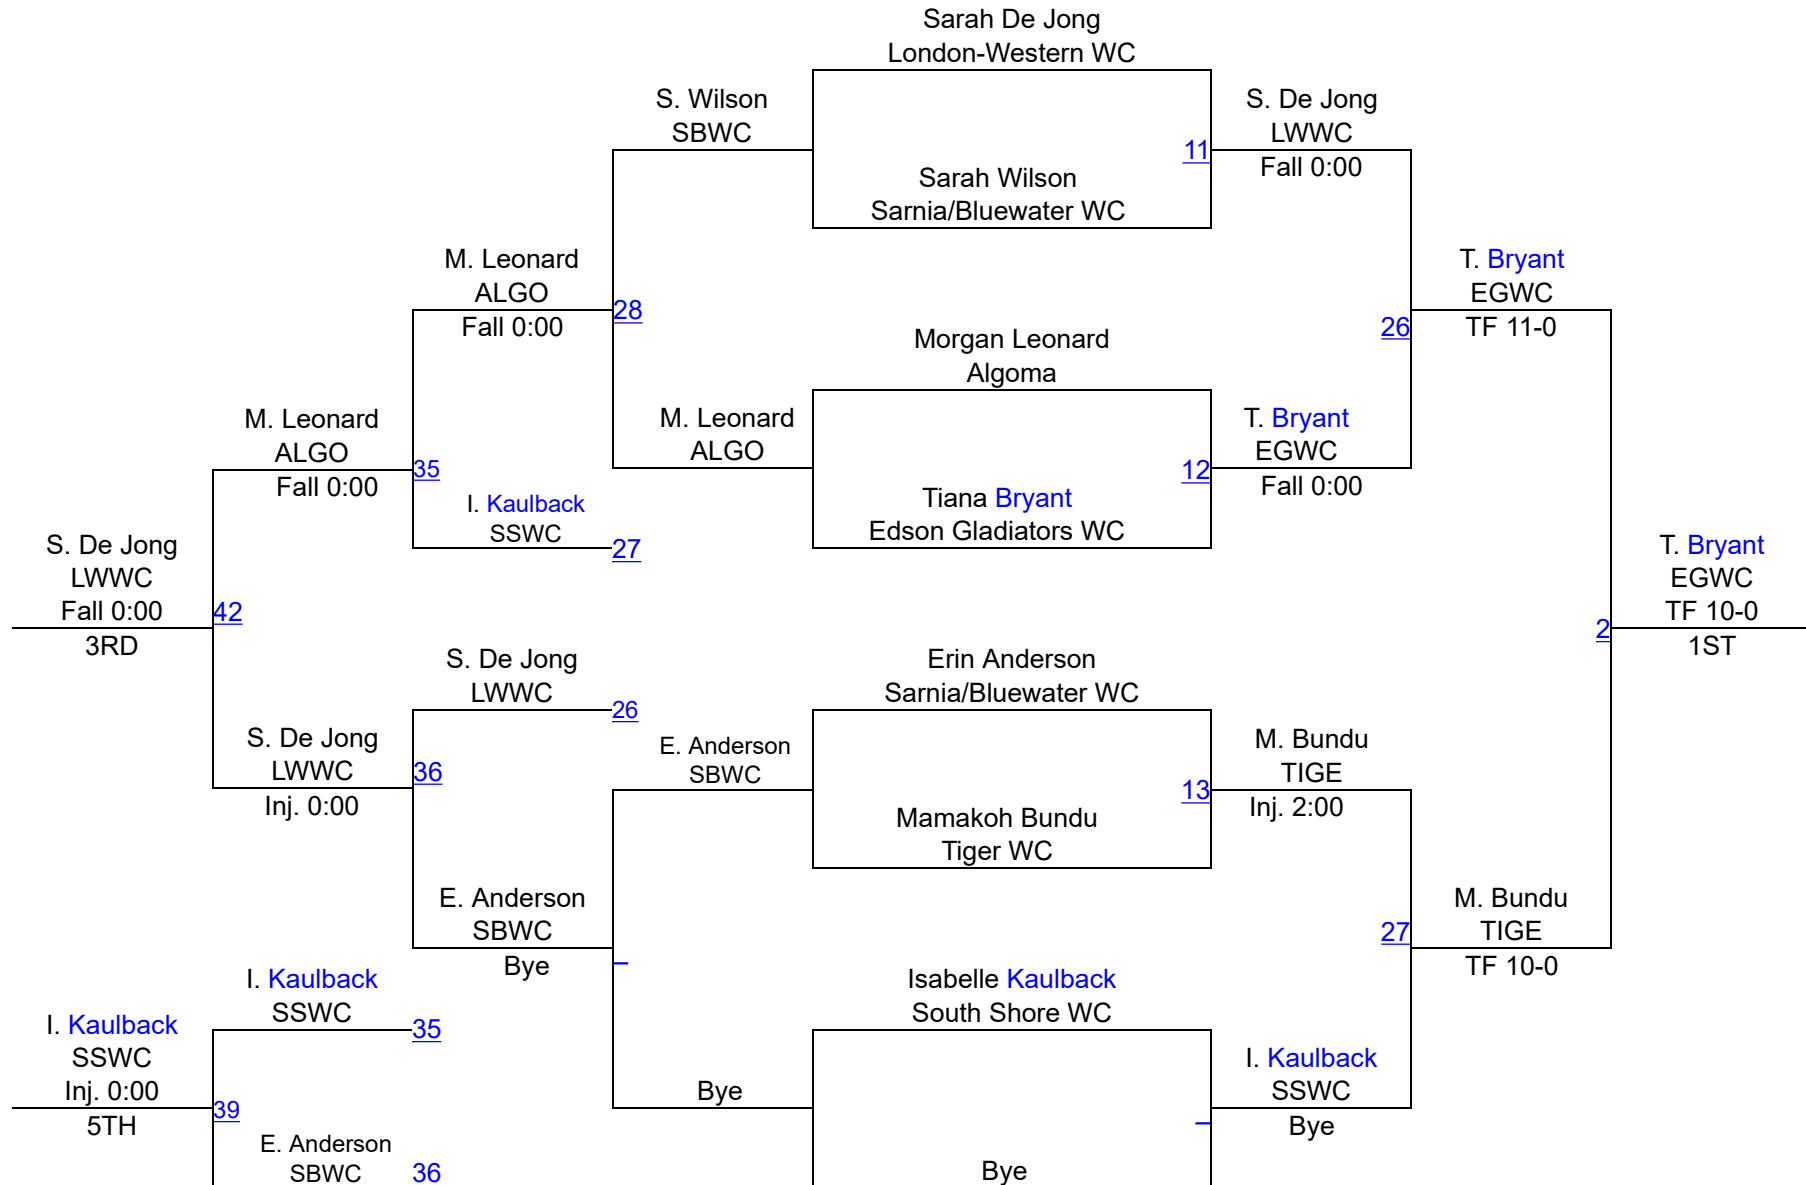 Sarah De Jong
London-Western WC
S. Wilson
SBWC
S. De Jong
LWWC
Fall 0:00
11
Sarah Wilson
Sarnia/Bluewater WC
M. Leonard
ALGO
Fall 0:00
28
T. Bryant
EGWC
TF 11-0
26
Morgan Leonard
Algoma
M. Leonard
ALGO
Fall 0:00
35
M. Leonard
ALGO
T. Bryant
EGWC
Fall 0:00
12
I. Kaulback
SSWC
27
Tiana Bryant
Edson Gladiators WC
S. De Jong
LWWC
Fall 0:00
3RD
42
T. Bryant
EGWC
TF 10-0
1ST
2
S. De Jong
LWWC
26
Erin Anderson
Sarnia/Bluewater WC
S. De Jong
LWWC
Inj. 0:00
36
E. Anderson
SBWC
M. Bundu
TIGE
Inj. 2:00
13
Mamakoh Bundu
Tiger WC
E. Anderson
SBWC
Bye
M. Bundu
TIGE
TF 10-0
27
I. Kaulback
SSWC
35
Isabelle Kaulback
South Shore WC
I. Kaulback
SSWC
Inj. 0:00
5TH
39
Bye
I. Kaulback
SSWC
Bye
E. Anderson
SBWC
36
Bye